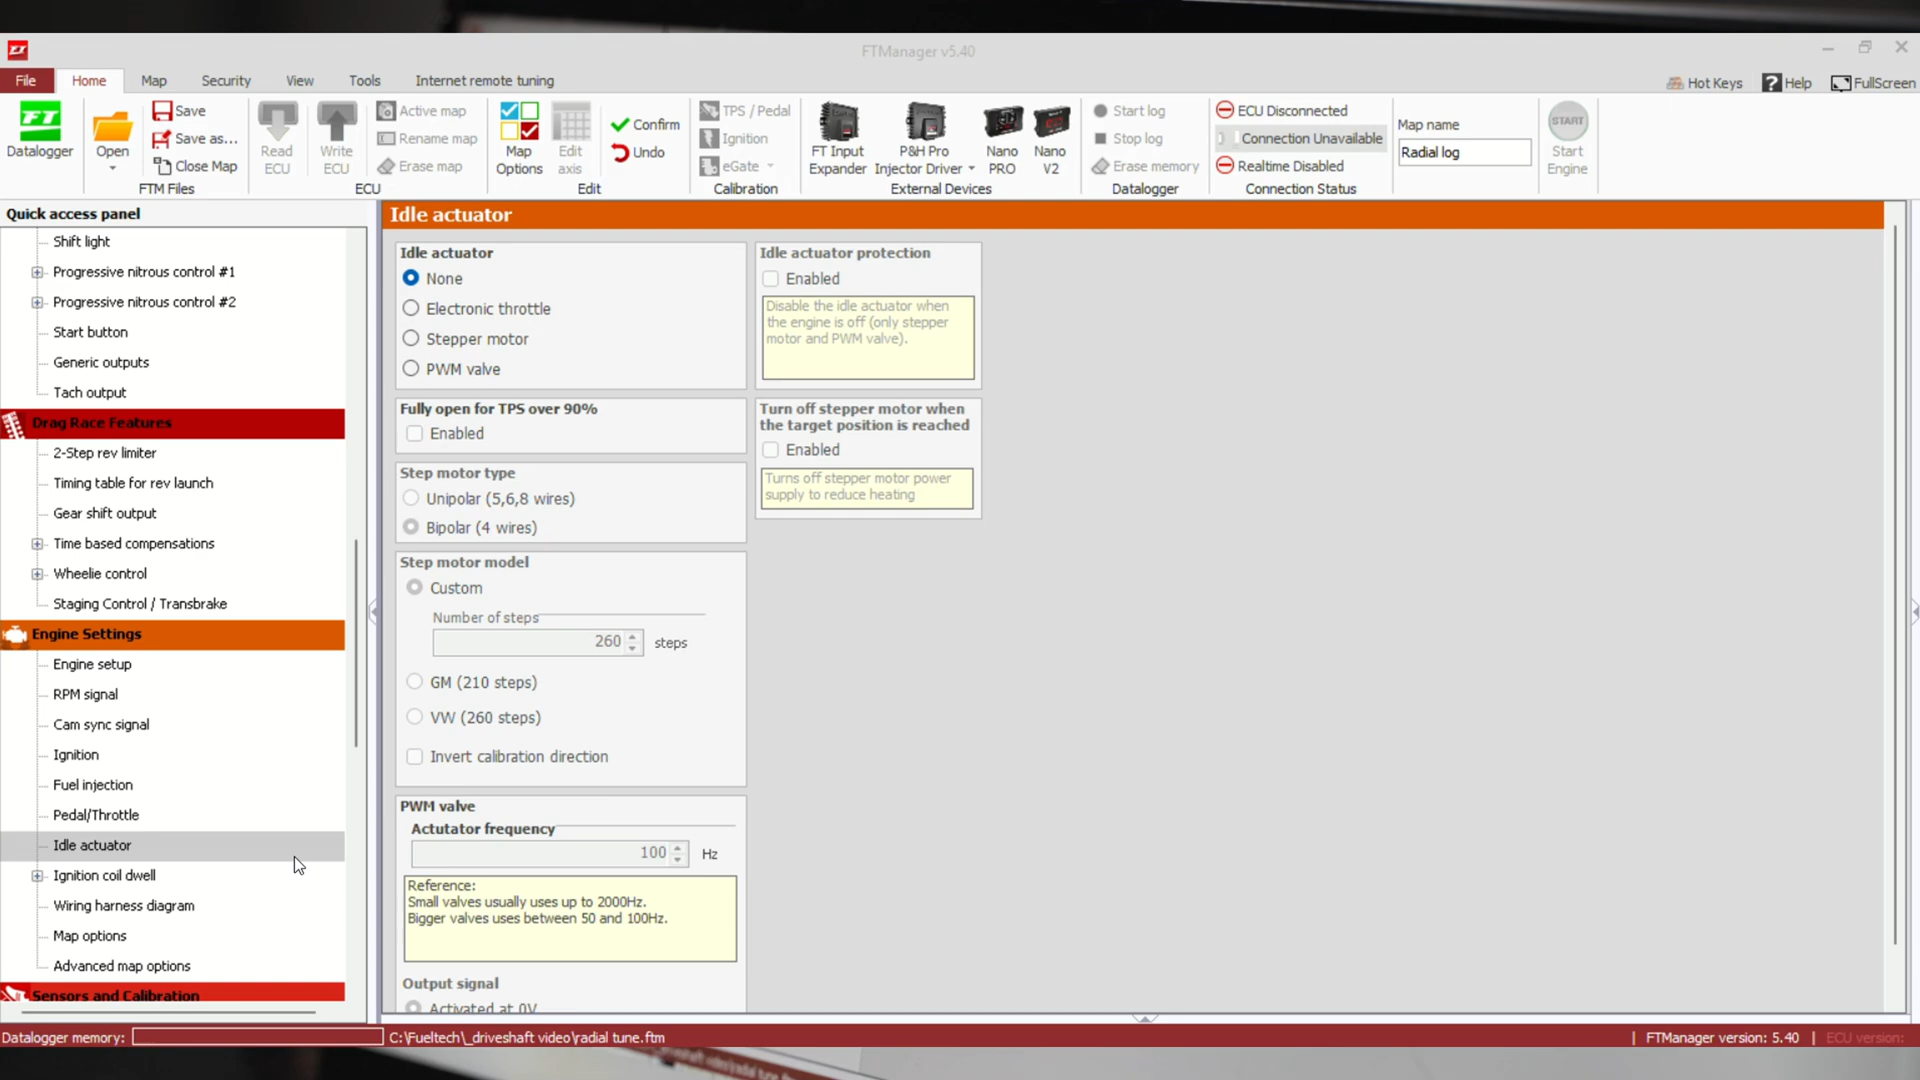 FTManager v5.40
File Home Map Security View Tools Internet remote tuning
Hot Keys ? Help FullScreen
FT
Datalogger
Open
Save
Save as...
Close Map
FTM Files
Read ECU
Write ECU
Active map
Rename map
Erase map
ECU
Map Options
Edit axis
Confirm
Undo
Edit
TPS / Pedal
Ignition
eGate
Calibration
FT Input Expander
P&H Pro Injector Driver
Nano PRO
Nano V2
External Devices
Start log
Stop log
Erase memory
Datalogger
ECU Disconnected
Connection Unavailable
Realtime Disabled
Connection Status
Map name
Radial log
START
Start Engine
Quick access panel
Shift light
Progressive nitrous control #1
Progressive nitrous control #2
Start button
Generic outputs
Tach output
Drag Race Features
2-Step rev limiter
Timing table for rev launch
Gear shift output
Time based compensations
Wheelie control
Staging Control / Transbrake
Engine Settings
Engine setup
RPM signal
Cam sync signal
Ignition
Fuel injection
Pedal/Throttle
Idle actuator
Ignition coil dwell
Wiring harness diagram
Map options
Advanced map options
Sensors and Calibration
Idle actuator
Idle actuator
None
Electronic throttle
Stepper motor
PWM valve
Fully open for TPS over 90%
Enabled
Step motor type
Unipolar (5,6,8 wires)
Bipolar (4 wires)
Step motor model
Custom
Number of steps
260 steps
GM (210 steps)
VW (260 steps)
Invert calibration direction
PWM valve
Actutator frequency
100 Hz
Reference:
Small valves usually uses up to 2000Hz.
Bigger valves uses between 50 and 100Hz.
Output signal
Activated at 0V
Idle actuator protection
Enabled
Disable the idle actuator when
the engine is off (only stepper
motor and PWM valve).
Turn off stepper motor when
the target position is reached
Enabled
Turns off stepper motor power
supply to reduce heating
Datalogger memory: C:\Fueltech\_driveshaft video\radial tune.ftm | FTManager version: 5.40 | ECU version: